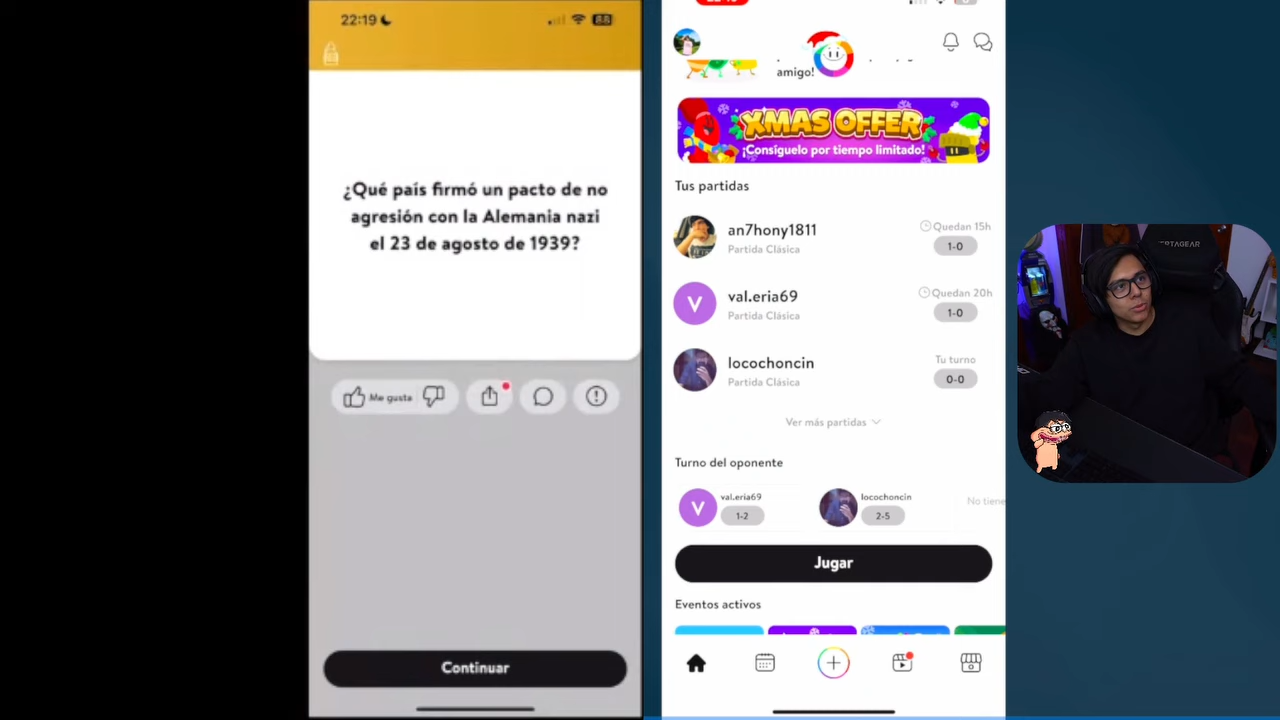 22:19
88
¿Qué país firmó un pacto de no
agresión con la Alemania nazi
el 23 de agosto de 1939?
Me gusta
Continuar
amigo!
XMAS OFFER
¡Consíguelo por tiempo limitado!
Tus partidas
an7hony1811
Partida Clásica
Quedan 15h
1-0
V
val.eria69
Partida Clásica
Quedan 20h
1-0
locochoncin
Partida Clásica
Tu turno
0-0
Ver más partidas
Turno del oponente
V
val.eria69
1-2
locochoncin
2-5
No tiene
Jugar
Eventos activos